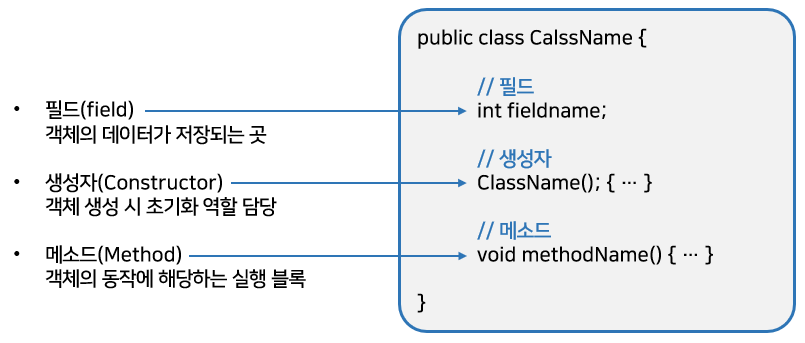 public class CalssName {
• 필드(field)
객체의 데이터가 저장되는 곳
// 필드
int fieldname;
• 생성자(Constructor)
객체 생성 시 초기화 역할 담당
// 생성자
ClassName(); { ··· }
• 메소드(Method)
객체의 동작에 해당하는 실행 블록
// 메소드
void methodName() { ··· }
}